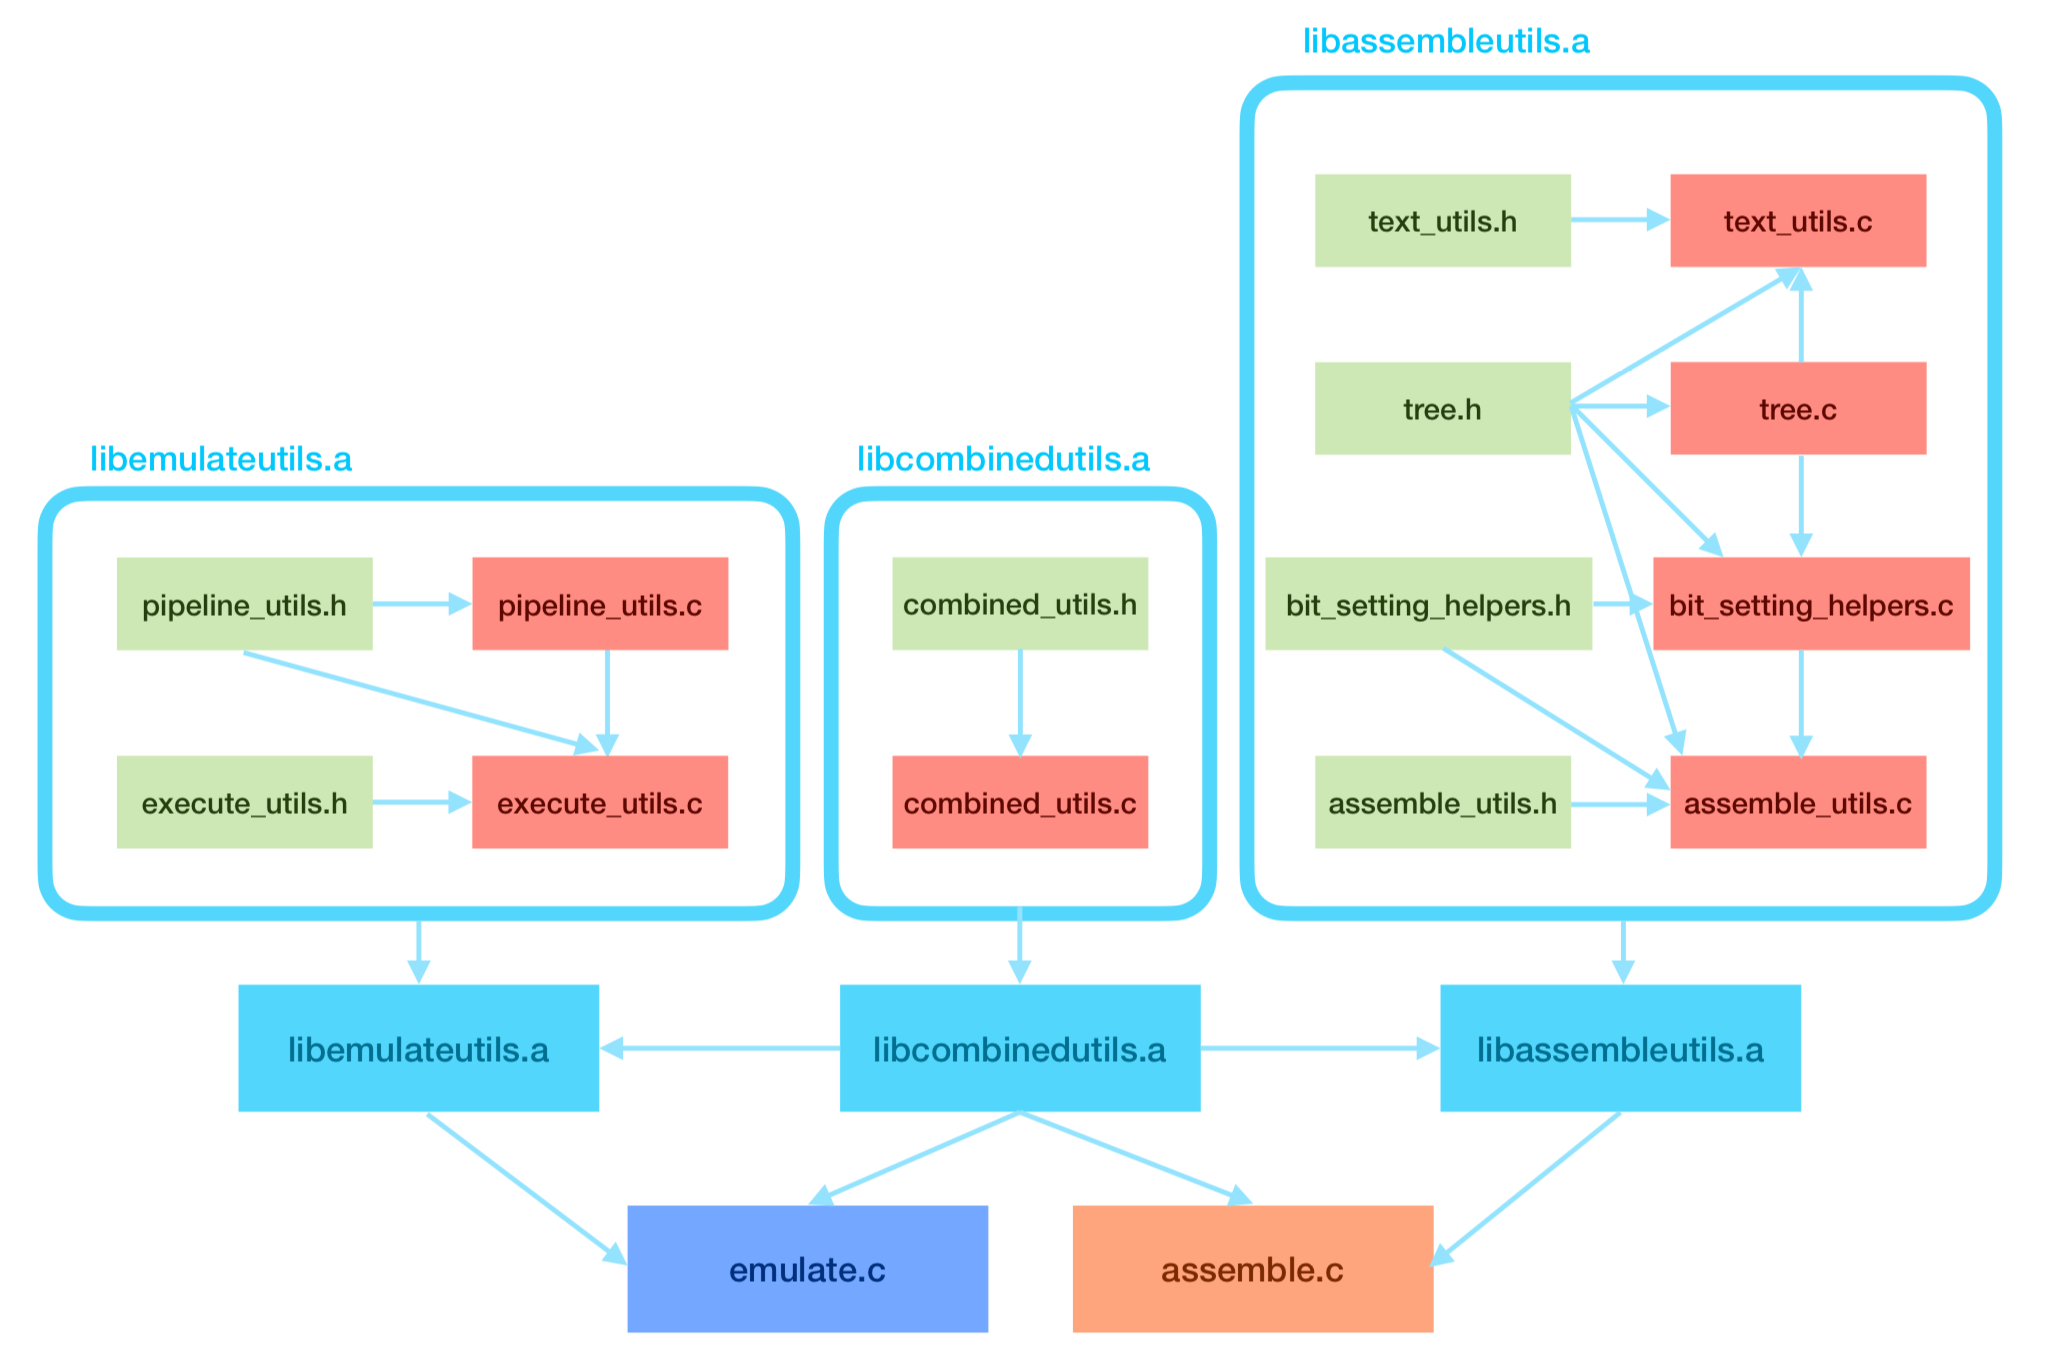 libassembleutils.a
text_utils.h
text_utils.c
tree.h
tree.c
libemulateutils.a
libcombinedutils.a
pipeline_utils.h
pipeline_utils.c
combined_utils.h
bit_setting_helpers.h
bit_setting_helpers.c
execute_utils.h
execute_utils.c
combined_utils.c
assemble_utils.h
assemble_utils.c
libemulateutils.a
libcombinedutils.a
libassembleutils.a
emulate.c
assemble.c